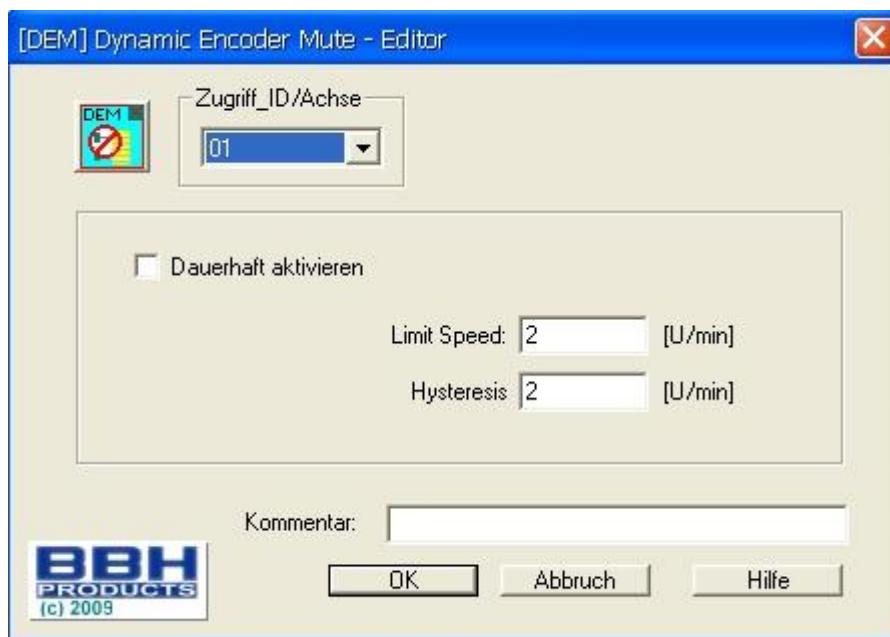 [DEM] Dynamic Encoder Mute - Editor
DEM
Zugriff_ID/Achse
01
Dauerhaft aktivieren
Limit Speed: 2 [U/min]
Hysteresis 2 [U/min]
Kommentar:
BBH
PRODUCTS
(c) 2009
OK Abbruch Hilfe